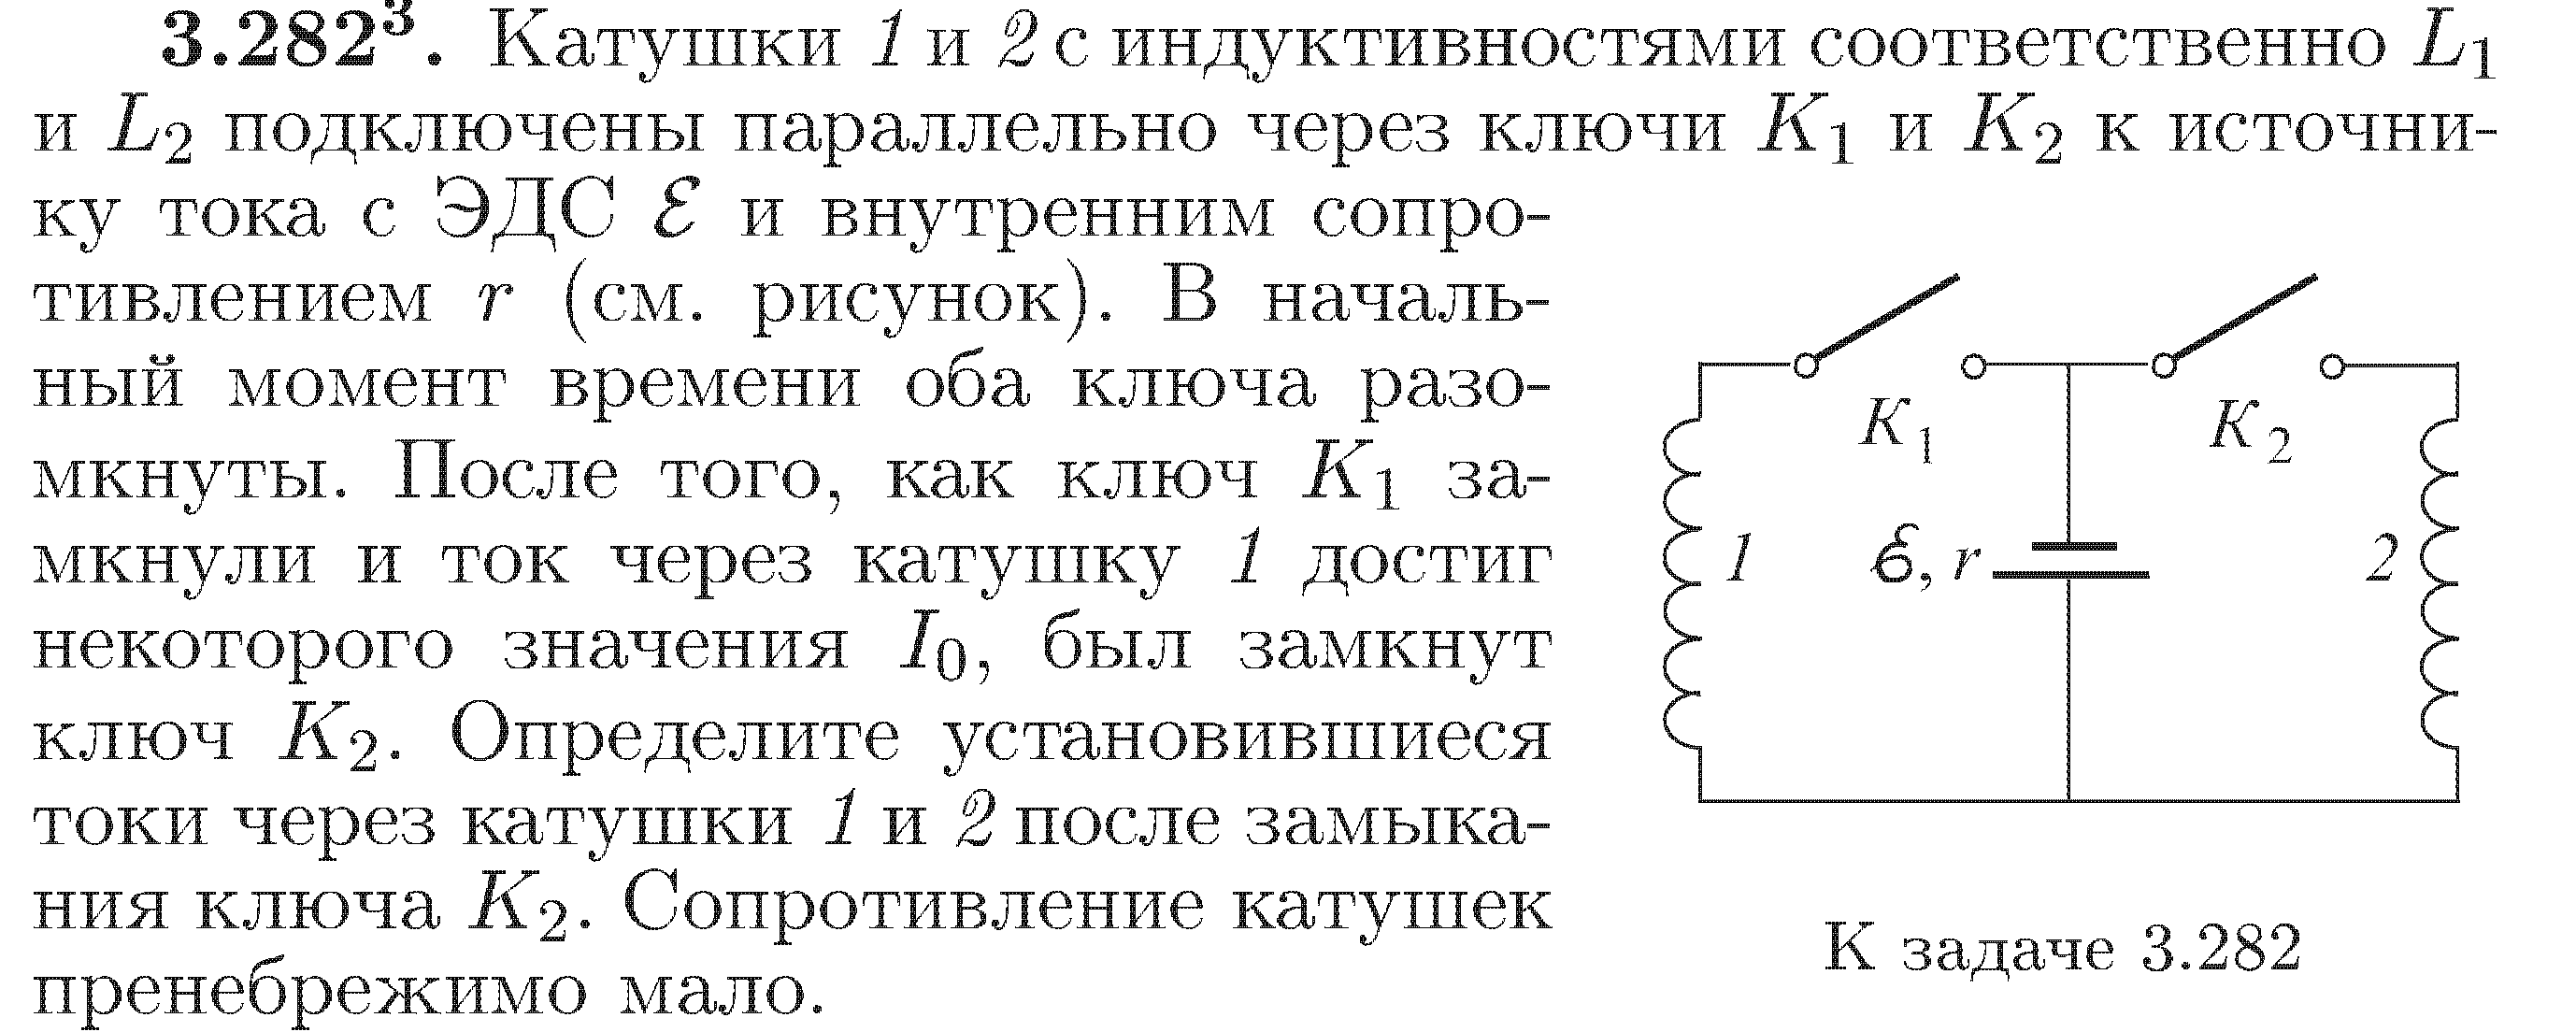 3.282³. Катушки 1 и 2 с индуктивностями соответственно L₁
и L₂ подключены параллельно через ключи K₁ и K₂ к источни-
ку тока с ЭДС ℰ и внутренним сопро-
тивлением r (см. рисунок). В началь-
ный момент времени оба ключа разо-
мкнуты. После того, как ключ K₁ за-
мкнули и ток через катушку 1 достиг
некоторого значения I₀, был замкнут
ключ K₂. Определите установившиеся
токи через катушки 1 и 2 после замыка-
ния ключа K₂. Сопротивление катушек
пренебрежимо мало.
K₁
K₂
1
ℰ, r
2
К задаче 3.282